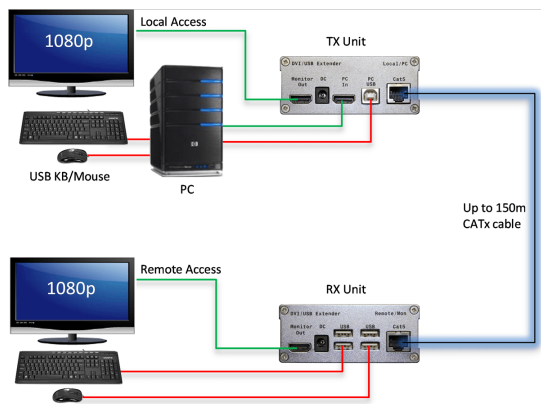 Local Access
TX Unit
1080p
DVI/USB Extender
Local/PC
Monitor
Out
DC
PC
In
PC
USB
Cat5
USB KB/Mouse
PC
Up to 150m
CATx cable
Remote Access
RX Unit
1080p
DVI/USB Extender
Remote/Mon
Monitor
Out
DC
USB
USB
Cat5